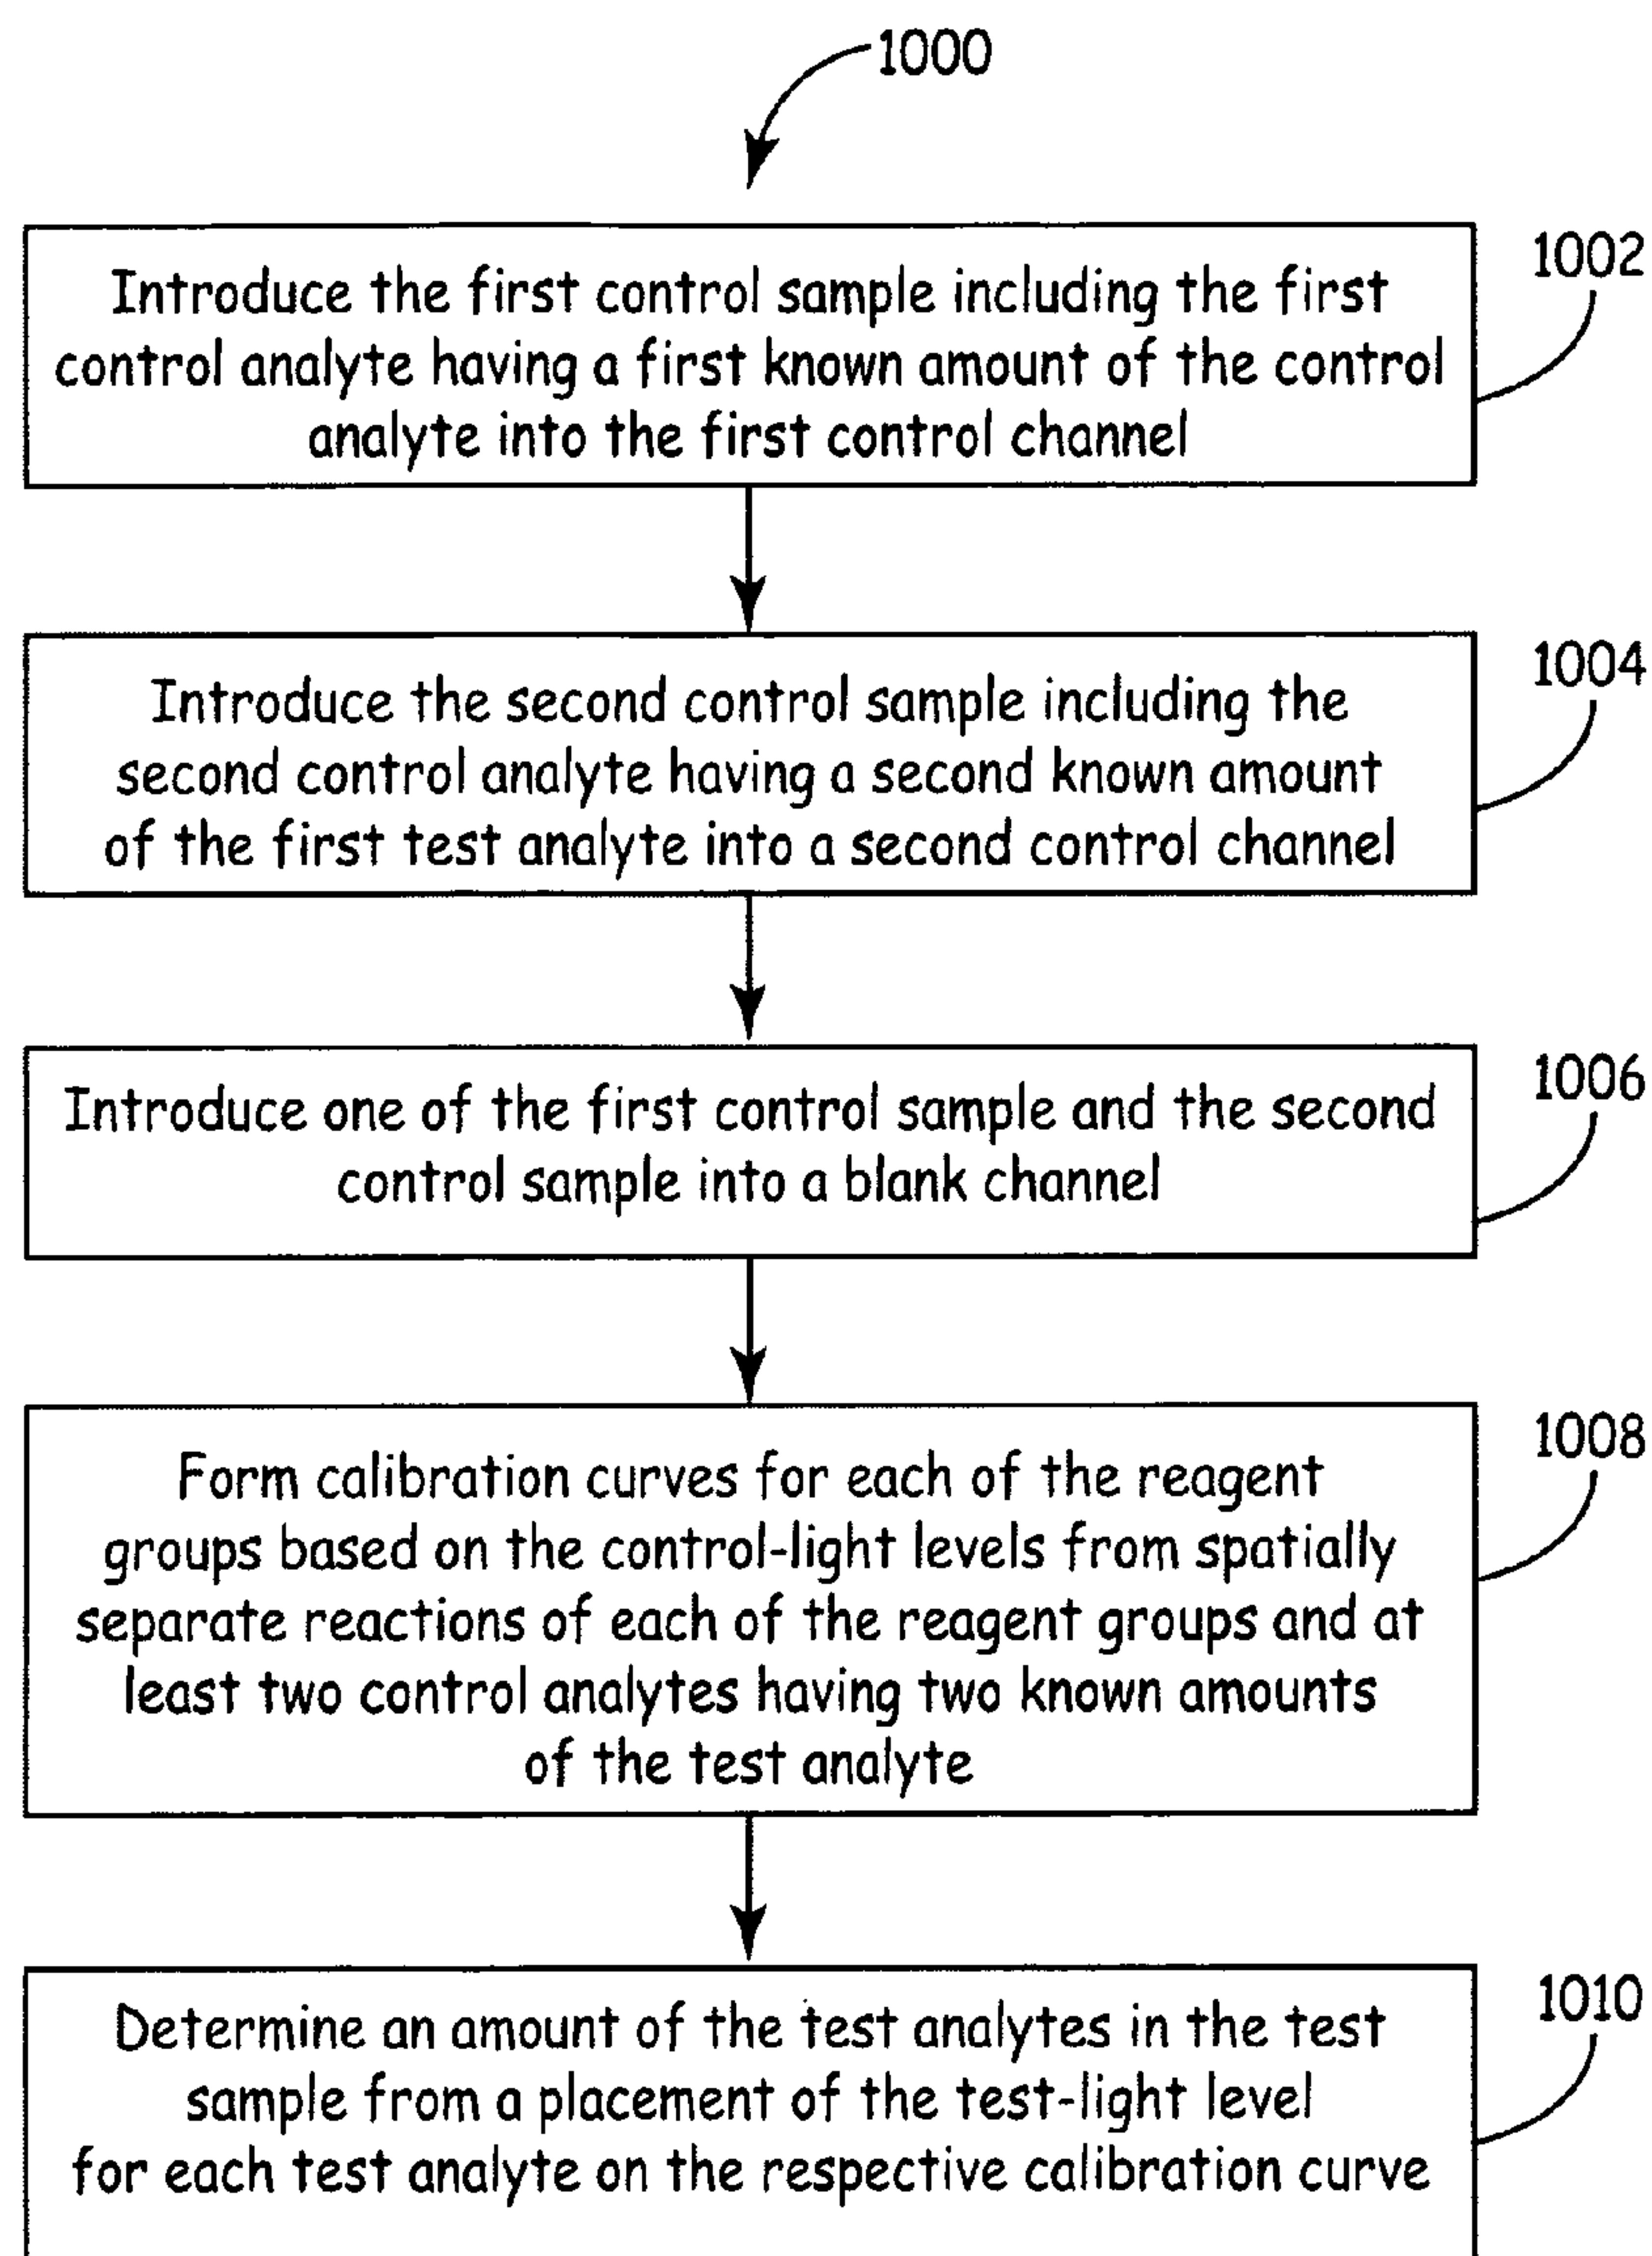 1000
1002
Introduce the first control sample including the first
control analyte having a first known amount of the control
analyte into the first control channel
1004
Introduce the second control sample including the
second control analyte having a second known amount
of the first test analyte into a second control channel
1006
Introduce one of the first control sample and the second
control sample into a blank channel
1008
Form calibration curves for each of the reagent
groups based on the control-light levels from spatially
separate reactions of each of the reagent groups and at
least two control analytes having two known amounts
of the test analyte
1010
Determine an amount of the test analytes in the test
sample from a placement of the test-light level
for each test analyte on the respective calibration curve